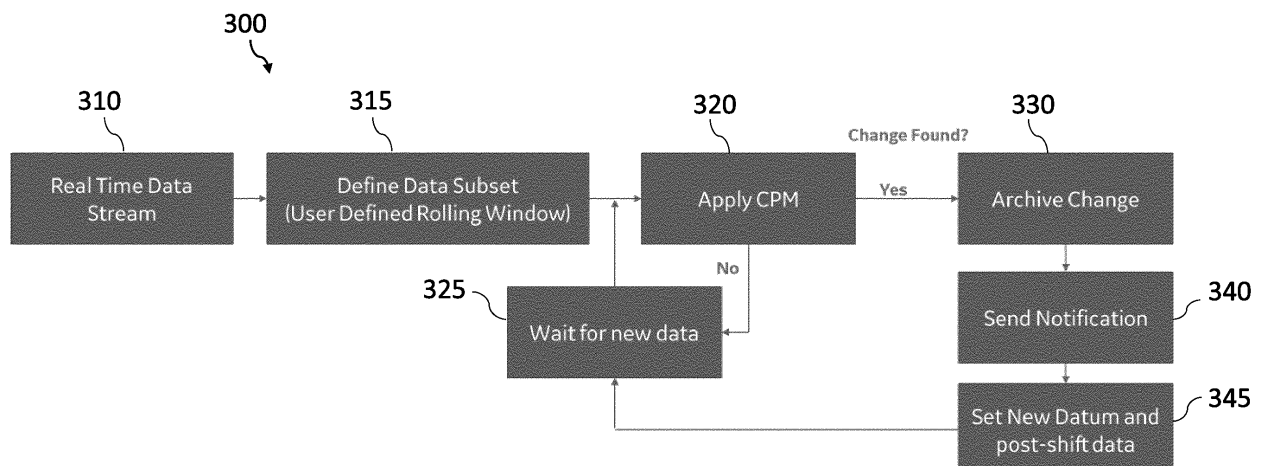 300
310
315
320
330
Change Found?
Real Time Data
Stream
Define Data Subset
(User Defined Rolling Window)
Apply CPM
Yes
Archive Change
No
325
Wait for new data
340
Send Notification
345
Set New Datum and
post-shift data